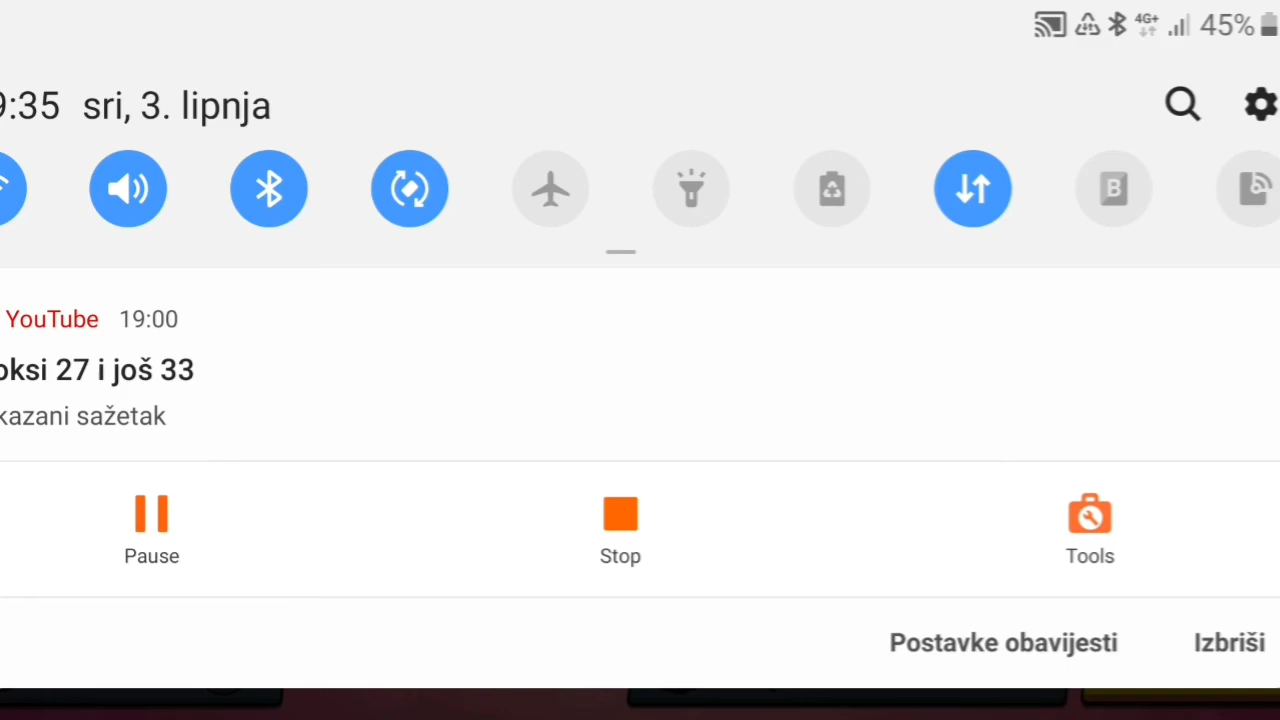 4G+ 45%
9:35 sri, 3. lipnja
B
YouTube 19:00
oksi 27 i još 33
kazani sažetak
Pause Stop Tools
Postavke obavijesti Izbriši